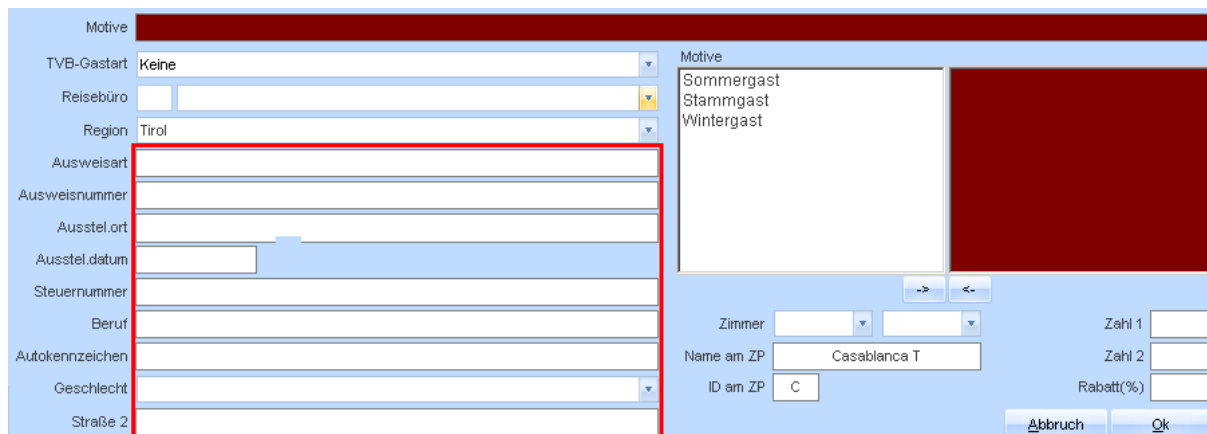 Motive
TVB-Gastart Keine
Reisebüro
Region Tirol
Ausweisart
Ausweisnummer
Ausstel.ort
Ausstel.datum
Steuernummer
Beruf
Autokennzeichen
Geschlecht
Straße 2
Motive
Sommergast
Stammgast
Wintergast
-> <-
Zimmer
Name am ZP Casablanca T
ID am ZP C
Zahl 1
Zahl 2
Rabatt(%)
Abbruch Ok